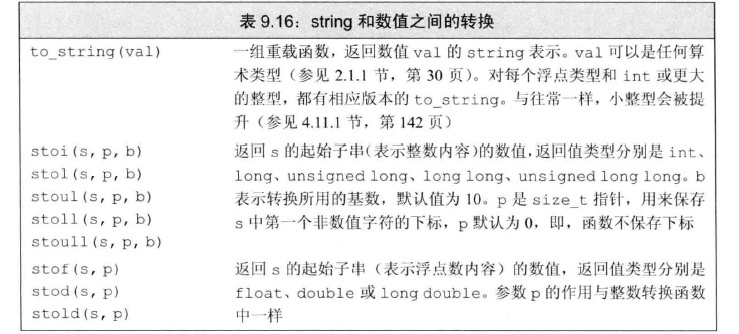 表 9.16：string 和数值之间的转换
to_string(val) 一组重载函数，返回数值 val 的 string 表示。val 可以是任何算
术类型（参见 2.1.1 节，第 30 页）。对每个浮点类型和 int 或更大
的整型，都有相应版本的 to_string。与往常一样，小整型会被提
升（参见 4.11.1 节，第 142 页）
stoi(s, p, b) 返回 s 的起始子串（表示整数内容）的数值，返回值类型分别是 int、
stol(s, p, b) long、unsigned long、long long、unsigned long long。b
stoul(s, p, b) 表示转换所用的基数，默认值为 10。p 是 size_t 指针，用来保存
stoll(s, p, b) s 中第一个非数值字符的下标，p 默认为 0，即，函数不保存下标
stoull(s, p, b)
stof(s, p) 返回 s 的起始子串（表示浮点数内容）的数值，返回值类型分别是
stod(s, p) float、double 或 long double。参数 p 的作用与整数转换函数
stold(s, p) 中一样